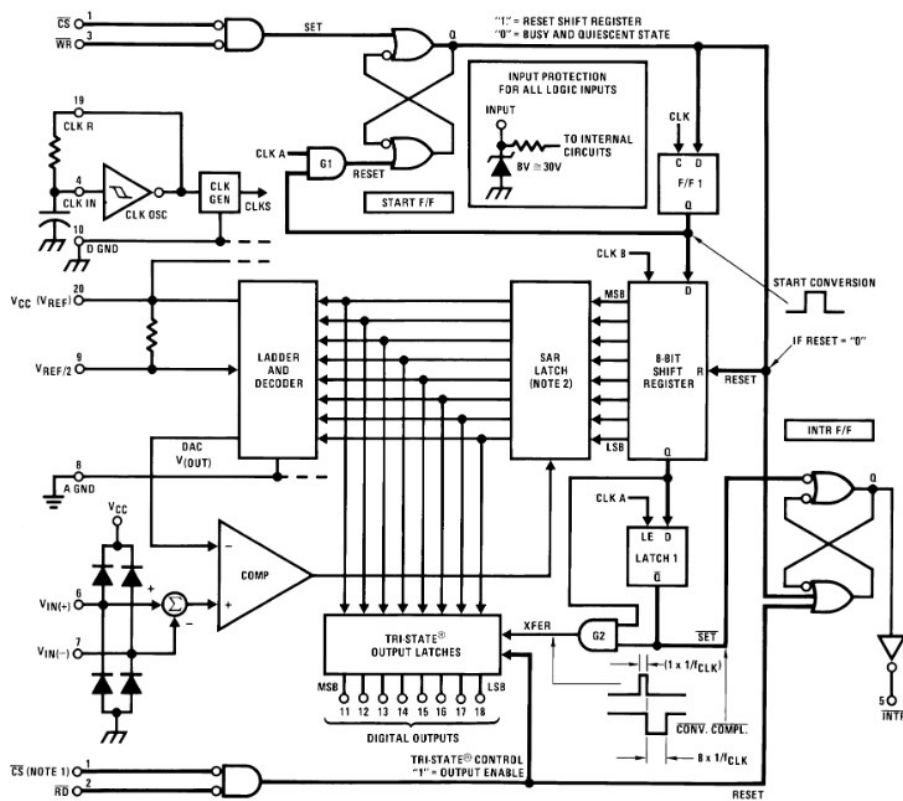 CS 1
WR 3
SET
Q
"1" = RESET SHIFT REGISTER
"0" = BUSY AND QUIESCENT STATE
INPUT PROTECTION
FOR ALL LOGIC INPUTS
INPUT
TO INTERNAL
CIRCUITS
BV ≅ 30V
19
CLK R
4
CLK IN
CLK OSC
CLK
GEN
CLKS
10
D GND
CLK A
G1
RESET
START F/F
CLK
C D
F/F 1
Q
CLK B
START CONVERSION
20
VCC (VREF)
9
VREF/2
LADDER
AND
DECODER
SAR
LATCH
(NOTE 2)
MSB
LSB
D
8-BIT
SHIFT
REGISTER
R
Q
RESET
IF RESET = "0"
INTR F/F
DAC
V(OUT)
8
A GND
VCC
COMP
−
+
CLK A
LE D
LATCH 1
Q
Q
6
VIN(+)
+
Σ
−
7
VIN(−)
XFER
G2
SET
TRI-STATE®
OUTPUT LATCHES
MSB
LSB
11 12 13 14 15 16 17 18
DIGITAL OUTPUTS
(1 x 1/fCLK)
CONV. COMPL.
8 x 1/fCLK
5
INTR
CS (NOTE 1) 1
RD 2
TRI-STATE® CONTROL
"1" = OUTPUT ENABLE
RESET